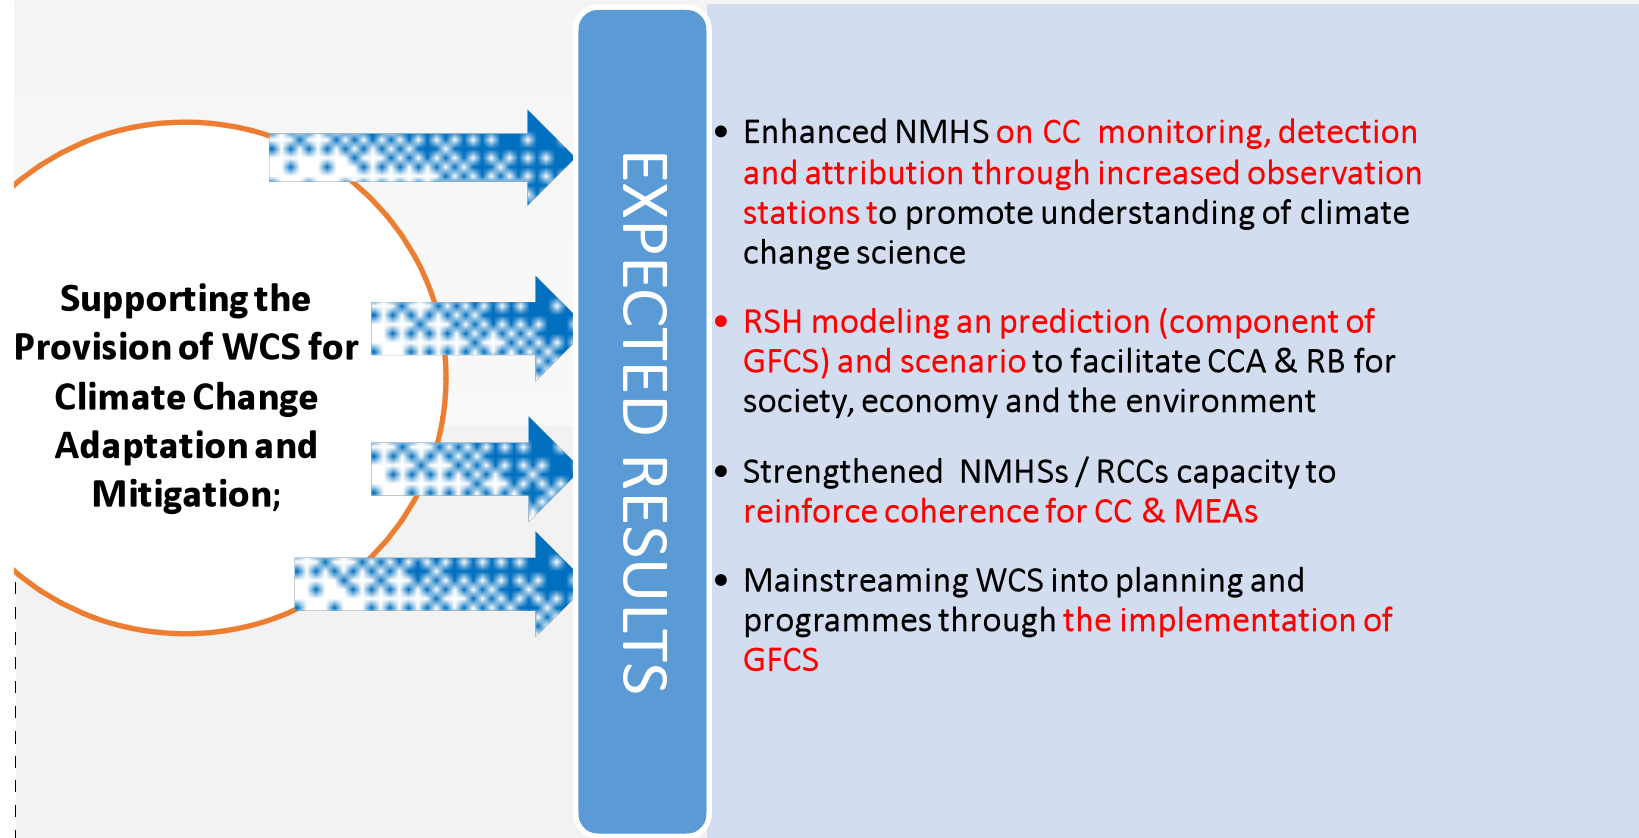 Supporting the
Provision of WCS for
Climate Change
Adaptation and
Mitigation;
EXPECTED RESULTS
• Enhanced NMHS on CC  monitoring, detection
and attribution through increased observation
stations to promote understanding of climate
change science
• RSH modeling an prediction (component of
GFCS) and scenario to facilitate CCA & RB for
society, economy and the environment
• Strengthened  NMHSs / RCCs capacity to
reinforce coherence for CC & MEAs
• Mainstreaming WCS into planning and
programmes through the implementation of
GFCS